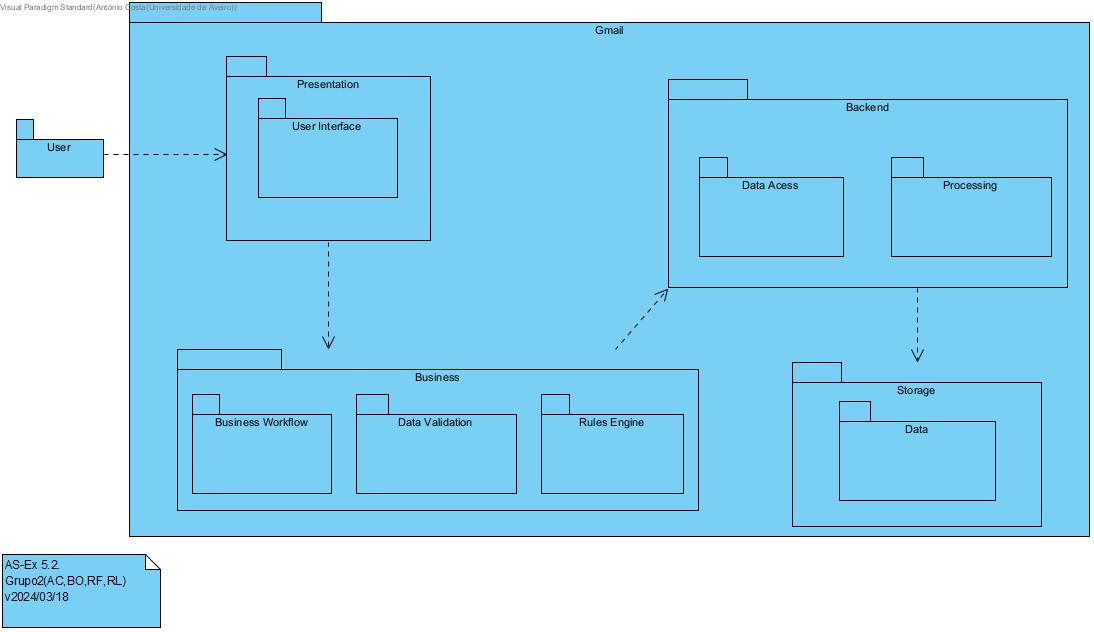 Visual Paradigm Standard(António Costa(Universidade de Aveiro))
Gmail
Presentation
User Interface
User
Backend
Data Acess
Processing
Business
Business Workflow
Data Validation
Rules Engine
Storage
Data
AS-Ex 5.2.
Grupo2(AC,BO,RF,RL)
v2024/03/18